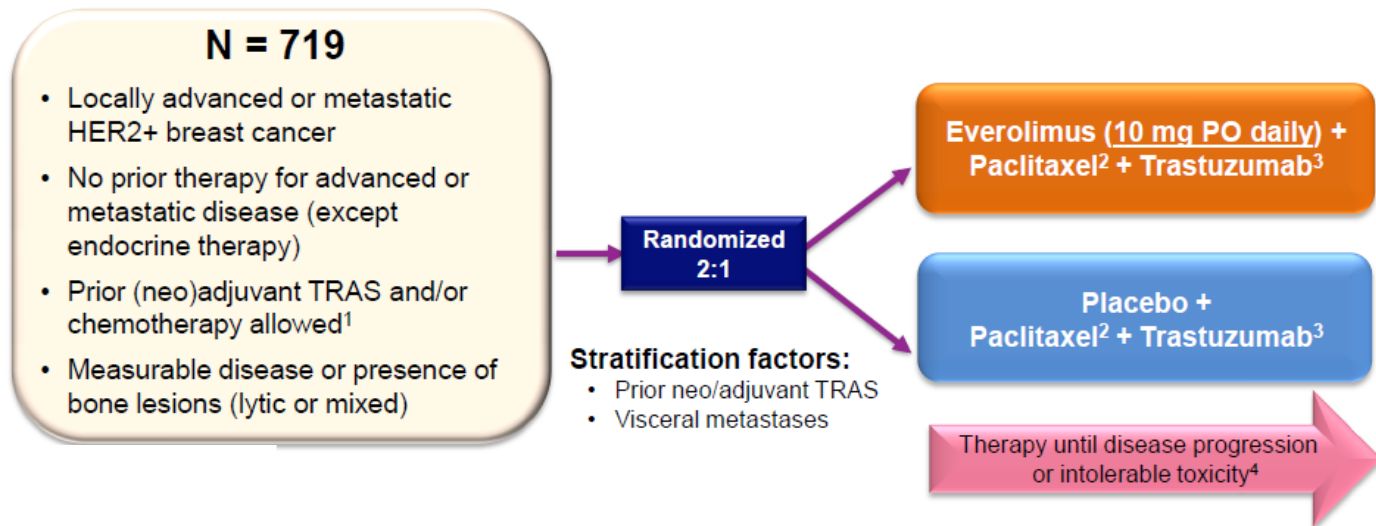 N = 719
• Locally advanced or metastatic
HER2+ breast cancer
• No prior therapy for advanced or
metastatic disease (except
endocrine therapy)
• Prior (neo)adjuvant TRAS and/or
chemotherapy allowed¹
• Measurable disease or presence of
bone lesions (lytic or mixed)
Randomized
2:1
Stratification factors:
• Prior neo/adjuvant TRAS
• Visceral metastases
Everolimus (10 mg PO daily) +
Paclitaxel² + Trastuzumab³
Placebo +
Paclitaxel² + Trastuzumab³
Therapy until disease progression
or intolerable toxicity⁴